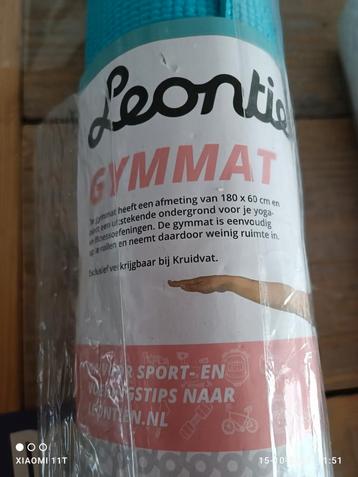 Leontie
GYMMAT
De gymmat heeft een afmeting van 180 x 60 cm en
een uitstekende ondergrond voor je yoga-
en fitnessoefeningen. De gymmat is eenvoudig
op te rollen en neemt daardoor weinig ruimte in.
Exclusief verkrijgbaar bij Kruidvat.
SPORT- EN
TIPS NAAR
LEONTIEN.NL
XIAOMI 11T